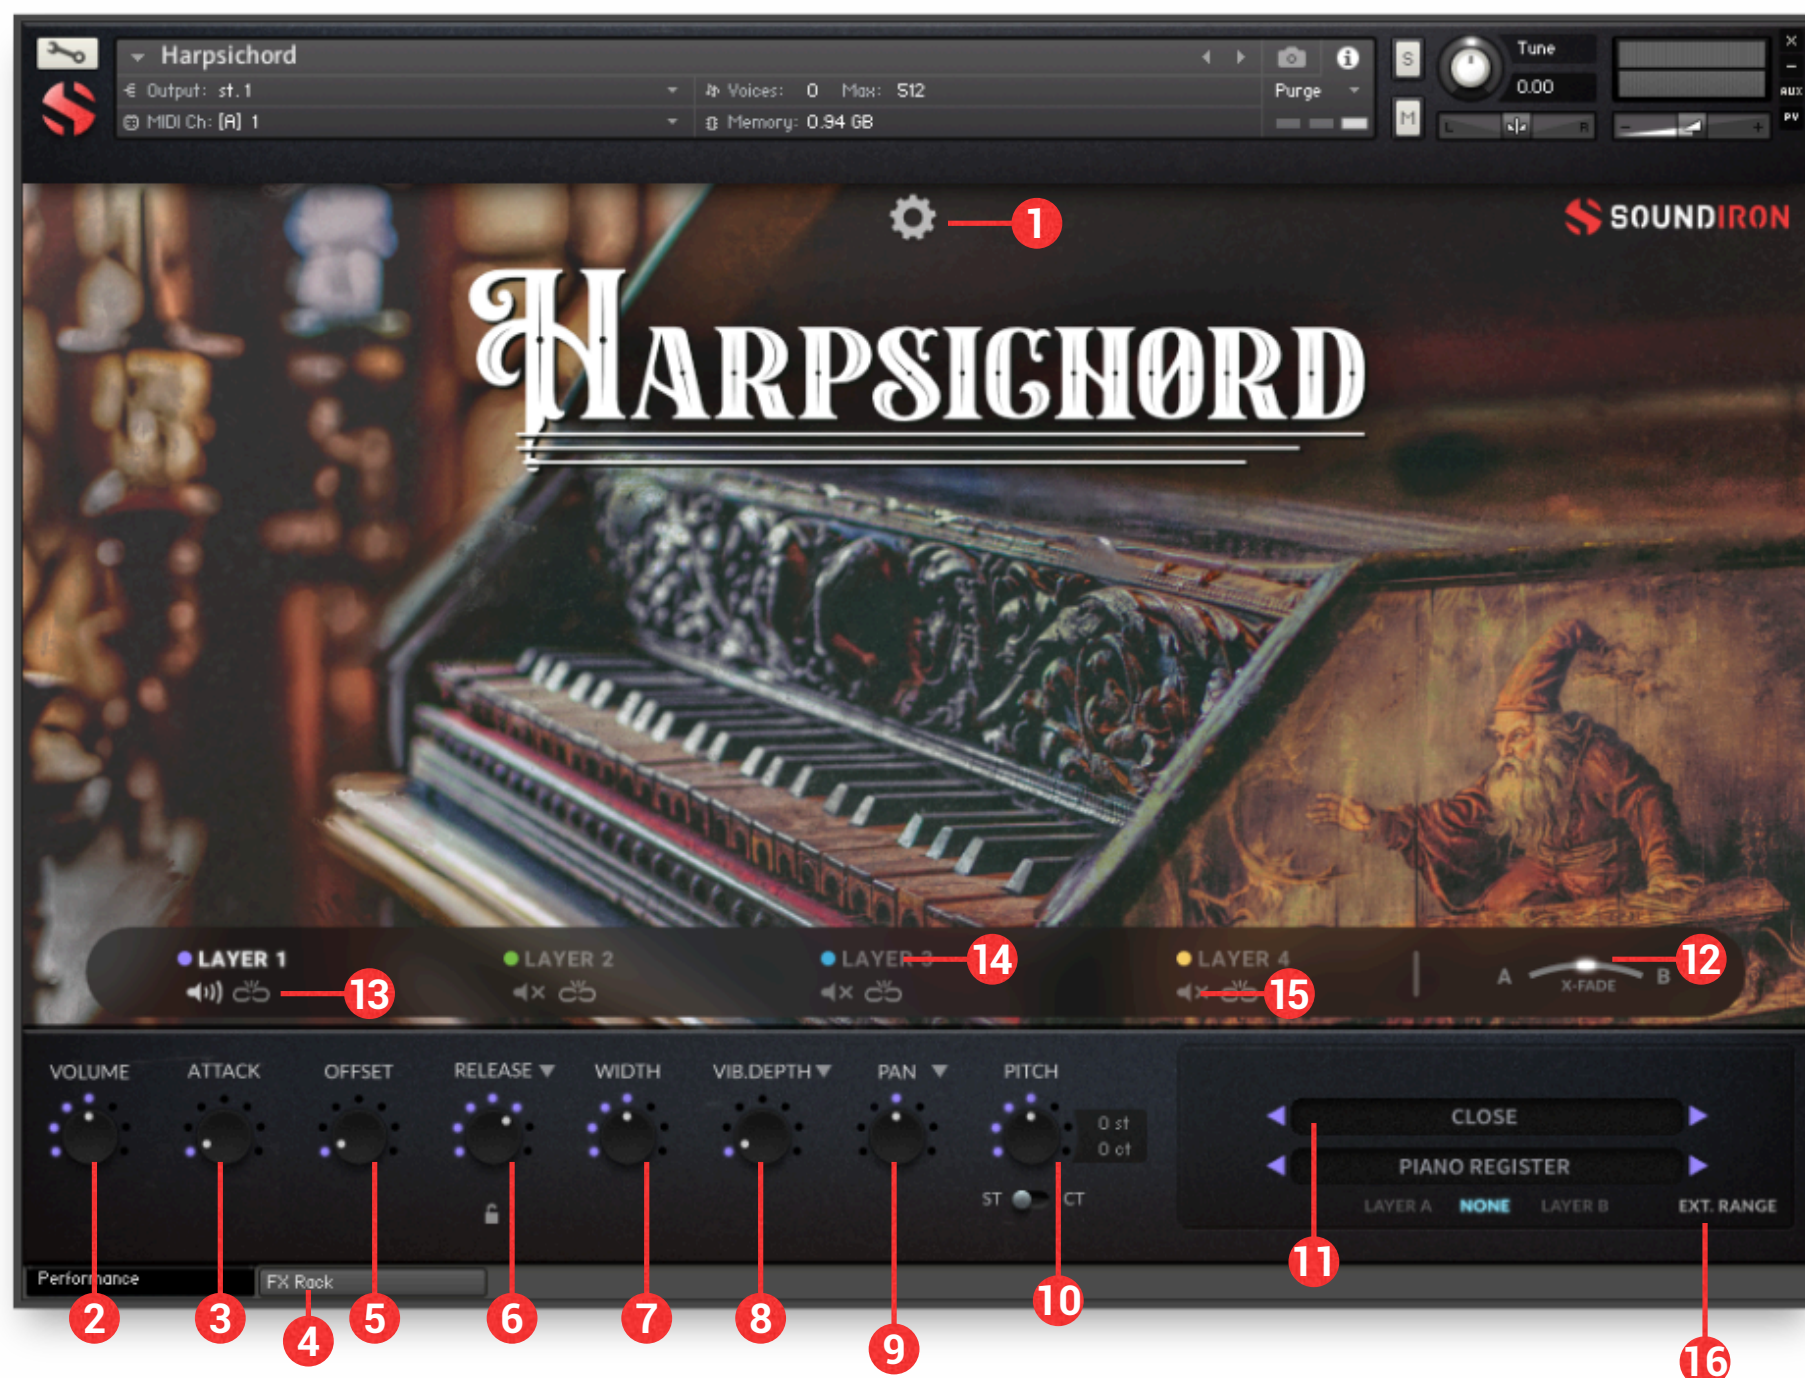 Harpsichord
S
Tune
0.00
Output: st.1
Voices: 0 Max: 512
Purge
AUX
MIDI Ch: [A] 1
Memory: 0.94 GB
M
L
R
PV
1
SOUNDIRON
HARPSICHORD
LAYER 1
LAYER 2
LAYER 3
14
LAYER 4
12
13
15
A
X-FADE
B
VOLUME
ATTACK
OFFSET
RELEASE
WIDTH
VIB.DEPTH
PAN
PITCH
0 st
0 ct
ST
CT
CLOSE
PIANO REGISTER
LAYER A
NONE
LAYER B
EXT. RANGE
11
Performance
FX Rack
2
3
4
5
6
7
8
9
10
16